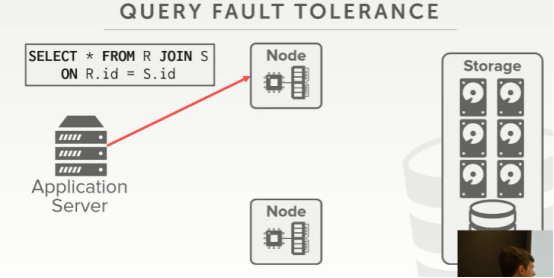 QUERY FAULT TOLERANCE
SELECT * FROM R JOIN S
ON R.id = S.id
Node
Storage
Application
Server
Node